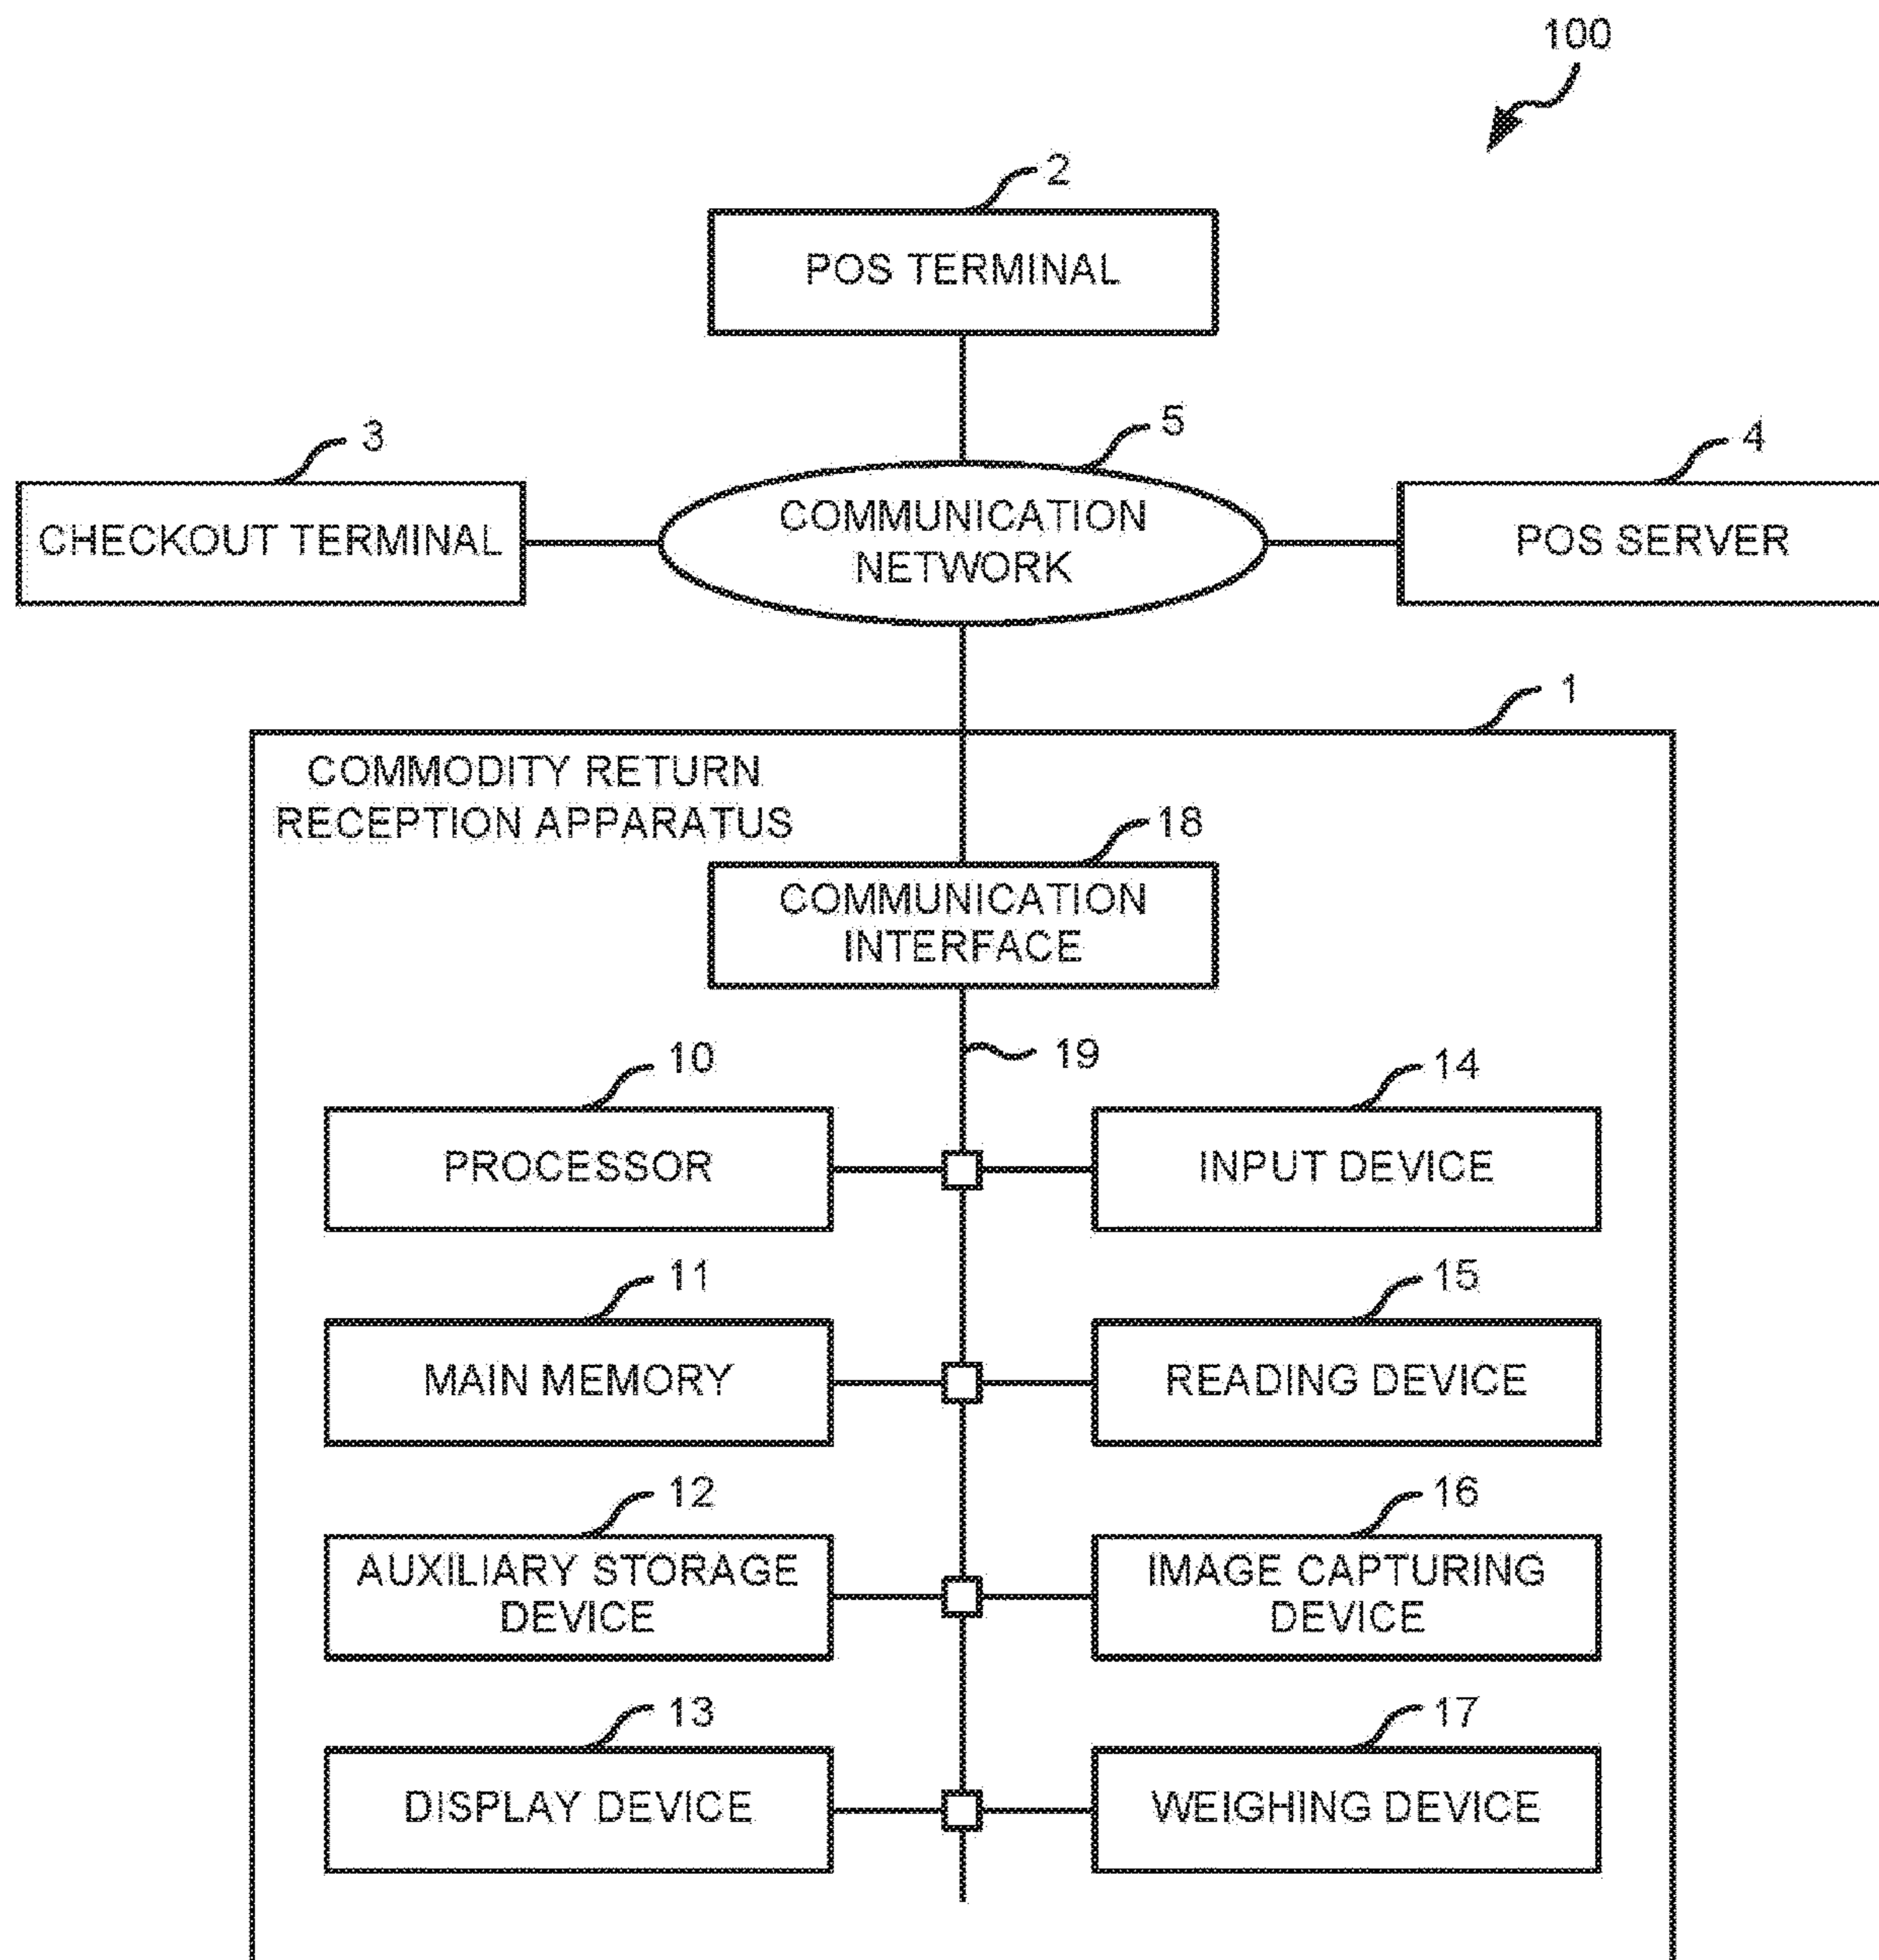 100
2
POS TERMINAL
3
5
4
CHECKOUT TERMINAL
COMMUNICATION
NETWORK
POS SERVER
1
COMMODITY RETURN
RECEPTION APPARATUS
18
COMMUNICATION
INTERFACE
19
10
14
PROCESSOR
INPUT DEVICE
11
15
MAIN MEMORY
READING DEVICE
12
16
AUXILIARY STORAGE
DEVICE
IMAGE CAPTURING
DEVICE
13
17
DISPLAY DEVICE
WEIGHING DEVICE